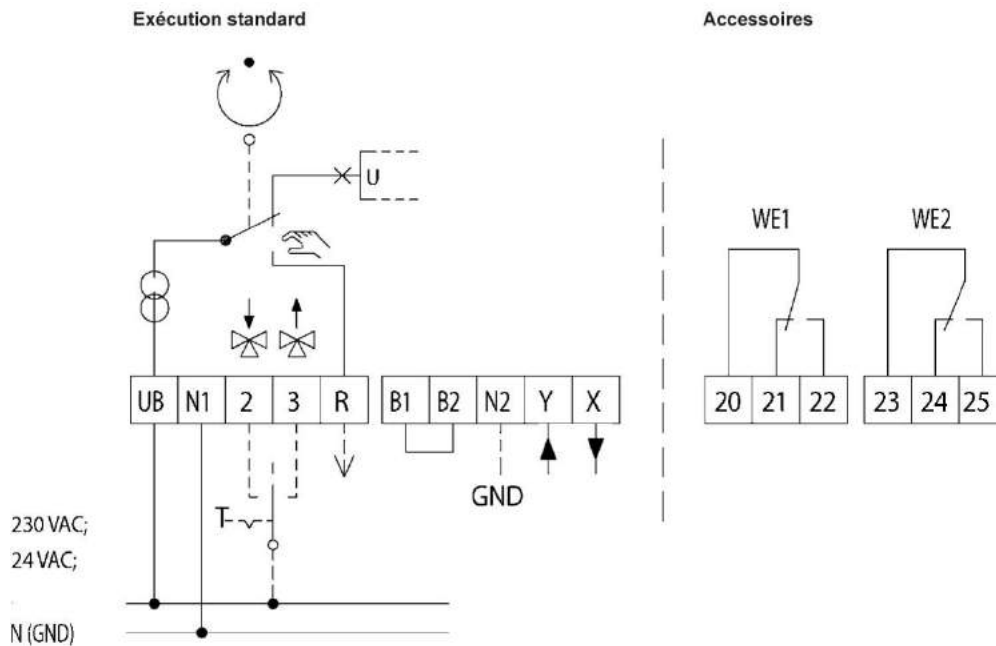 Exécution standard
Accessoires
U
WE1
WE2
UB N1 2 3 R
B1 B2 N2 Y X
20 21 22
23 24 25
GND
T
230 VAC;
24 VAC;
N (GND)